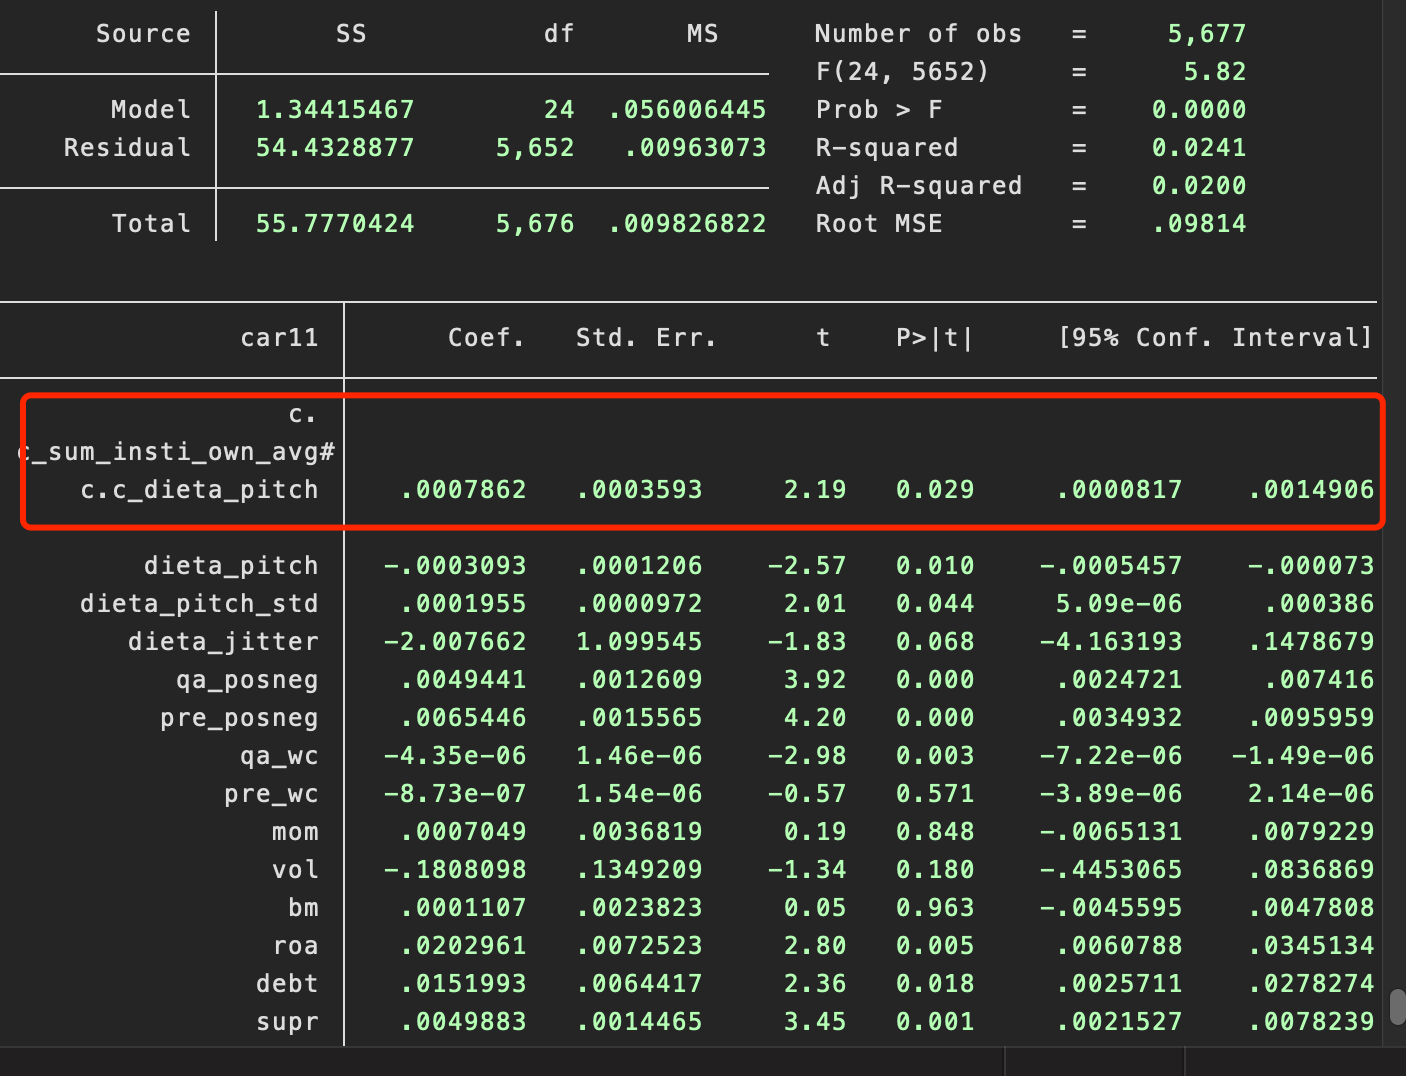 Source SS df MS Number of obs = 5,677
F(24, 5652) = 5.82
Model 1.34415467 24 .056006445 Prob > F = 0.0000
Residual 54.4328877 5,652 .00963073 R-squared = 0.0241
Adj R-squared = 0.0200
Total 55.7770424 5,676 .009826822 Root MSE = .09814
car11 Coef. Std. Err. t P>|t| [95% Conf. Interval]
c.
c_sum_insti_own_avg#
c.c_dieta_pitch .0007862 .0003593 2.19 0.029 .0000817 .0014906
dieta_pitch -.0003093 .0001206 -2.57 0.010 -.0005457 -.000073
dieta_pitch_std .0001955 .0000972 2.01 0.044 5.09e-06 .000386
dieta_jitter -2.007662 1.099545 -1.83 0.068 -4.163193 .1478679
qa_posneg .0049441 .0012609 3.92 0.000 .0024721 .007416
pre_posneg .0065446 .0015565 4.20 0.000 .0034932 .0095959
qa_wc -4.35e-06 1.46e-06 -2.98 0.003 -7.22e-06 -1.49e-06
pre_wc -8.73e-07 1.54e-06 -0.57 0.571 -3.89e-06 2.14e-06
mom .0007049 .0036819 0.19 0.848 -.0065131 .0079229
vol -.1808098 .1349209 -1.34 0.180 -.4453065 .0836869
bm .0001107 .0023823 0.05 0.963 -.0045595 .0047808
roa .0202961 .0072523 2.80 0.005 .0060788 .0345134
debt .0151993 .0064417 2.36 0.018 .0025711 .0278274
supr .0049883 .0014465 3.45 0.001 .0021527 .0078239